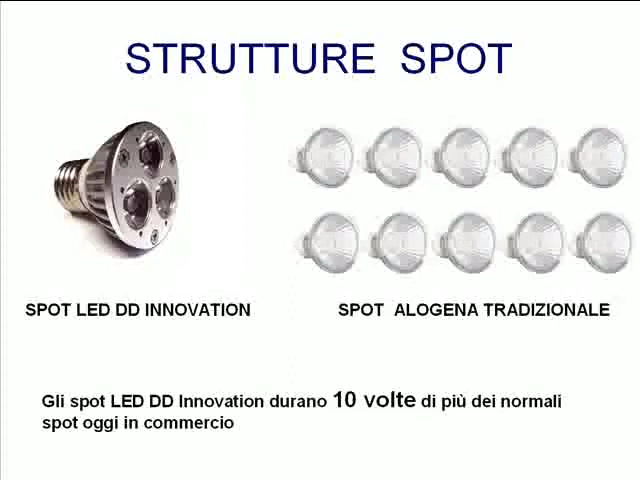 STRUTTURE SPOT
SPOT LED DD INNOVATION
SPOT ALOGENA TRADIZIONALE
Gli spot LED DD Innovation durano 10 volte di più dei normali
spot oggi in commercio